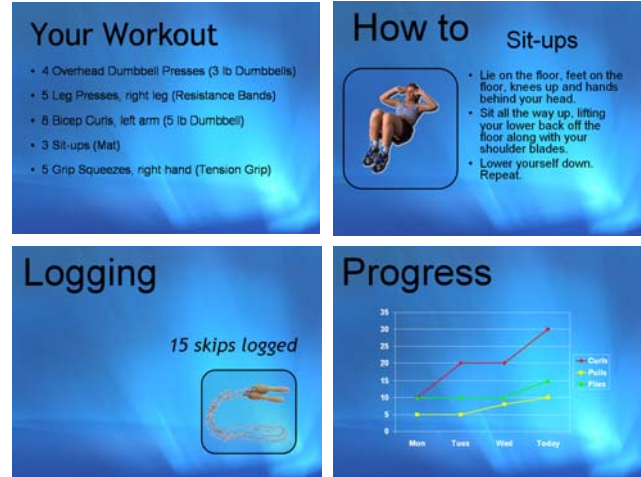 Your Workout
• 4 Overhead Dumbbell Presses (3 lb Dumbbells)
• 5 Leg Presses, right leg (Resistance Bands)
• 8 Bicep Curls, left arm (5 lb Dumbbell)
• 3 Sit-ups (Mat)
• 5 Grip Squeezes, right hand (Tension Grip)
How to
Sit-ups
• Lie on the floor, feet on the
floor, knees up and hands
behind your head.
• Sit all the way up, lifting
your lower back off the
floor along with your
shoulder blades.
• Lower yourself down.
Repeat.
Logging
15 skips logged
Progress
35
30
25
20
15
10
5
0
Mon Tues Wed Today
Curls
Pulls
Flies